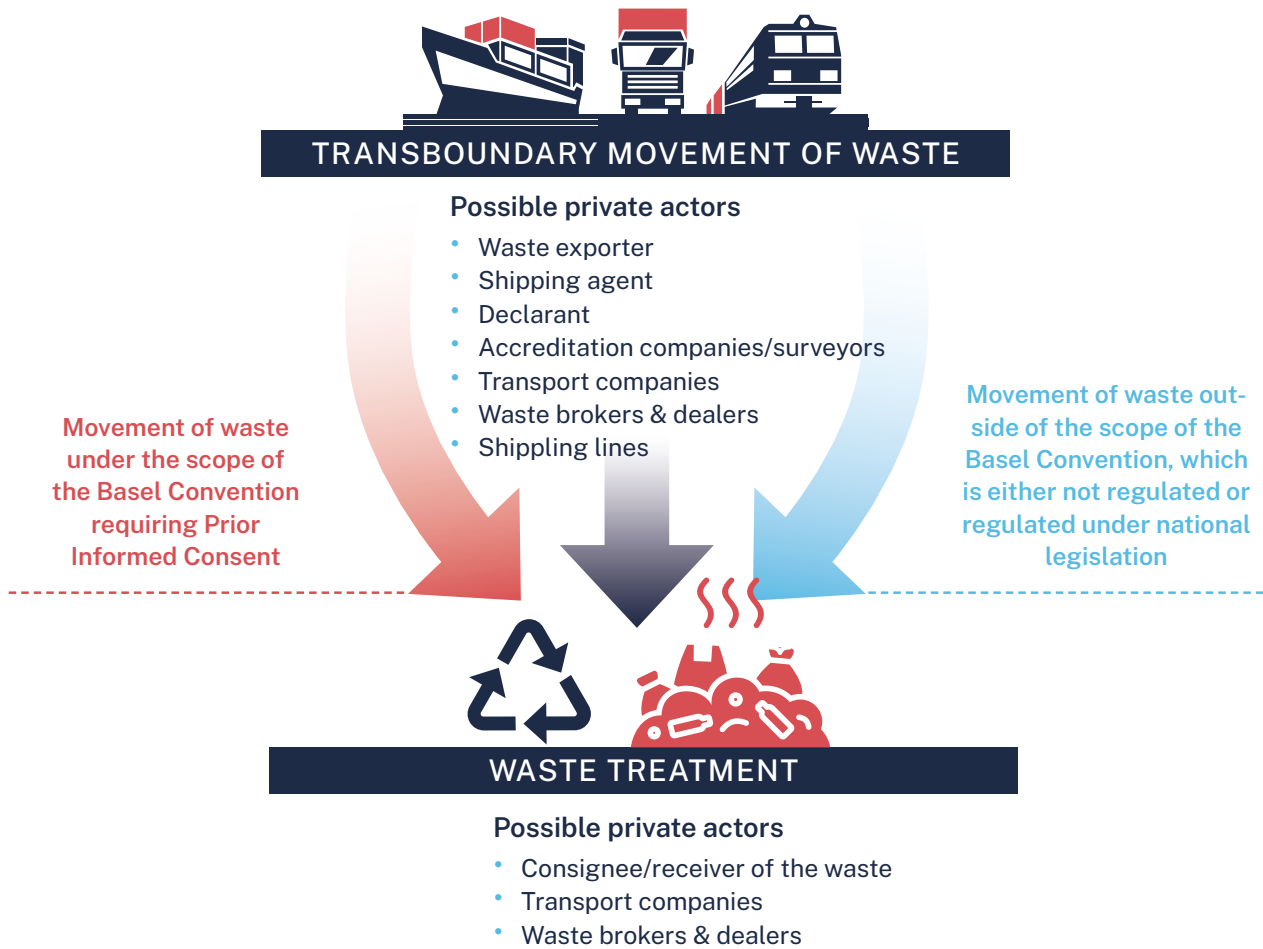 TRANSBOUNDARY MOVEMENT OF WASTE
Possible private actors
• Waste exporter
• Shipping agent
• Declarant
• Accreditation companies/surveyors
• Transport companies
• Waste brokers & dealers
• Shippling lines
Movement of waste
under the scope of
the Basel Convention
requiring Prior
Informed Consent
Movement of waste out-
side of the scope of the
Basel Convention, which
is either not regulated or
regulated under national
legislation
WASTE TREATMENT
Possible private actors
• Consignee/receiver of the waste
• Transport companies
• Waste brokers & dealers